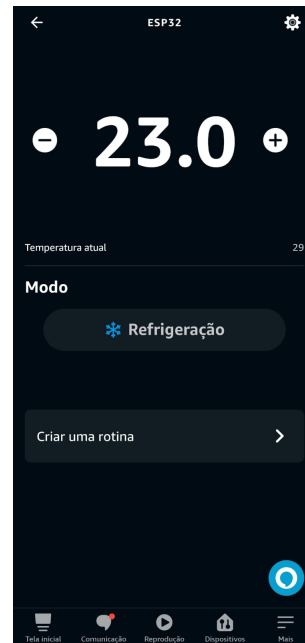 ESP32
23.0
Temperatura atual 29
Modo
Refrigeração
Criar uma rotina
Tela inicial Comunicação Reprodução Dispositivos Mais